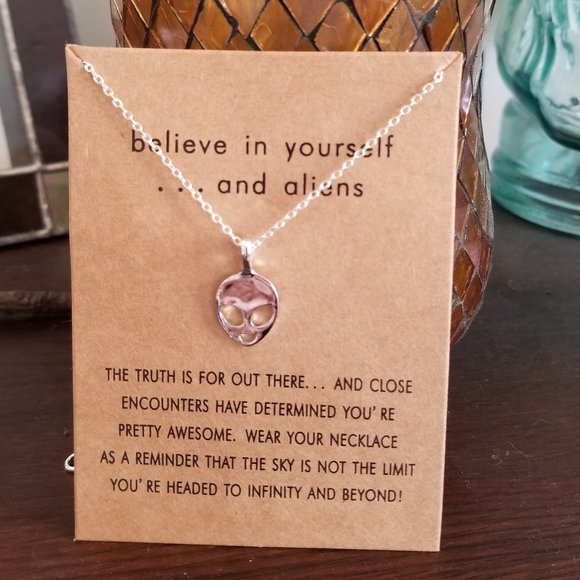 believe in yourself
. . . and aliens
THE TRUTH IS FOR OUT THERE... AND CLOSE
ENCOUNTERS HAVE DETERMINED YOU'RE
PRETTY AWESOME. WEAR YOUR NECKLACE
AS A REMINDER THAT THE SKY IS NOT THE LIMIT
YOU'RE HEADED TO INFINITY AND BEYOND!